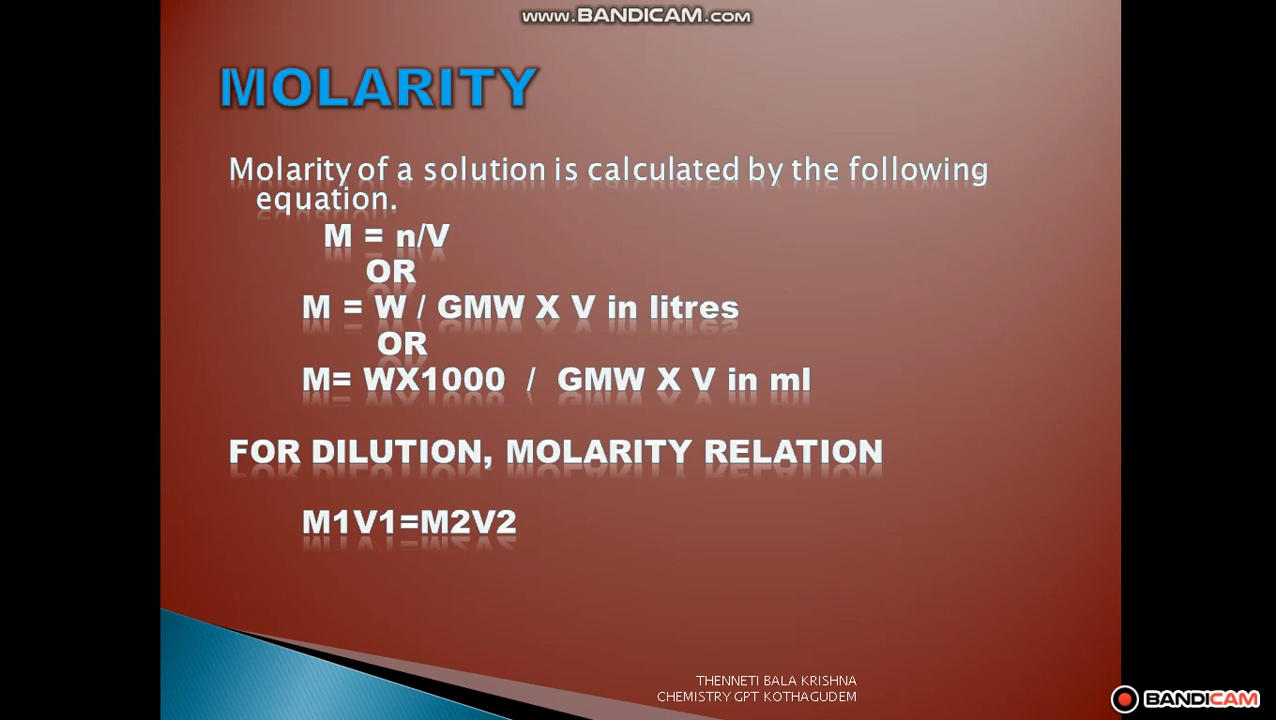 www.BANDICAM.com
MOLARITY
Molarity of a solution is calculated by the following
equation.
M = n/V
OR
M = W / GMW X V in litres
OR
M= WX1000 / GMW X V in ml
FOR DILUTION, MOLARITY RELATION
M1V1=M2V2
THENNETI BALA KRISHNA
CHEMISTRY GPT KOTHAGUDEM
BANDICAM